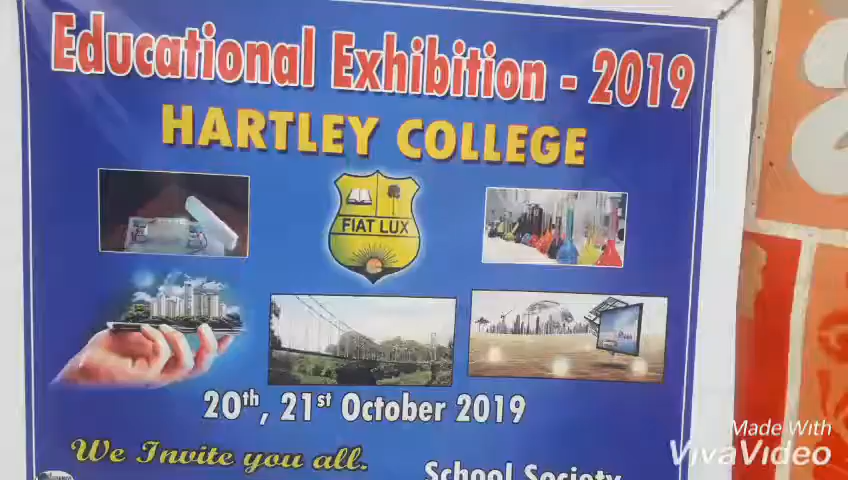 Educational Exhibition - 2019
HARTLEY COLLEGE
FIAT LUX
20th, 21st October 2019
We Invite you all.
School Society
Made With
VivaVideo